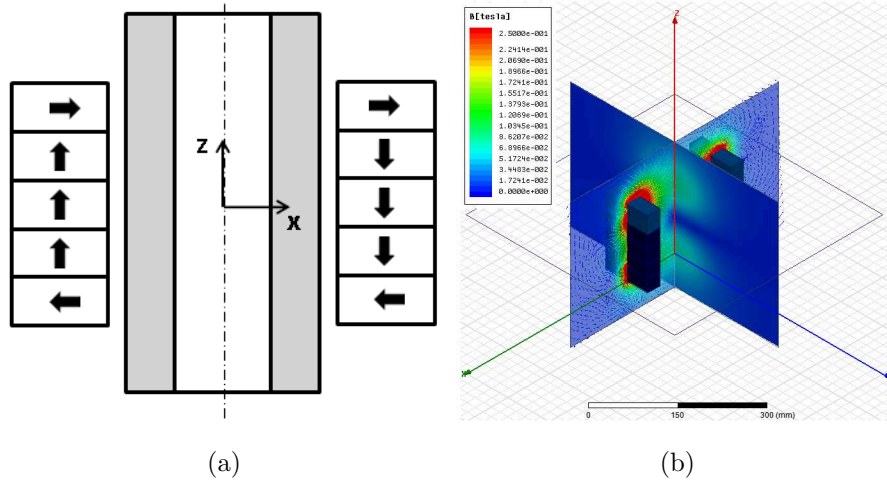 Z
X
B[tesla]
2.5000e-001
2.2414e-001
2.0690e-001
1.8966e-001
1.7241e-001
1.5517e-001
1.3793e-001
1.2069e-001
1.0345e-001
8.6207e-002
6.8966e-002
5.1724e-002
3.4483e-002
1.7241e-002
0.0000e+000
Z
0
150
300 (mm)
(a)
(b)